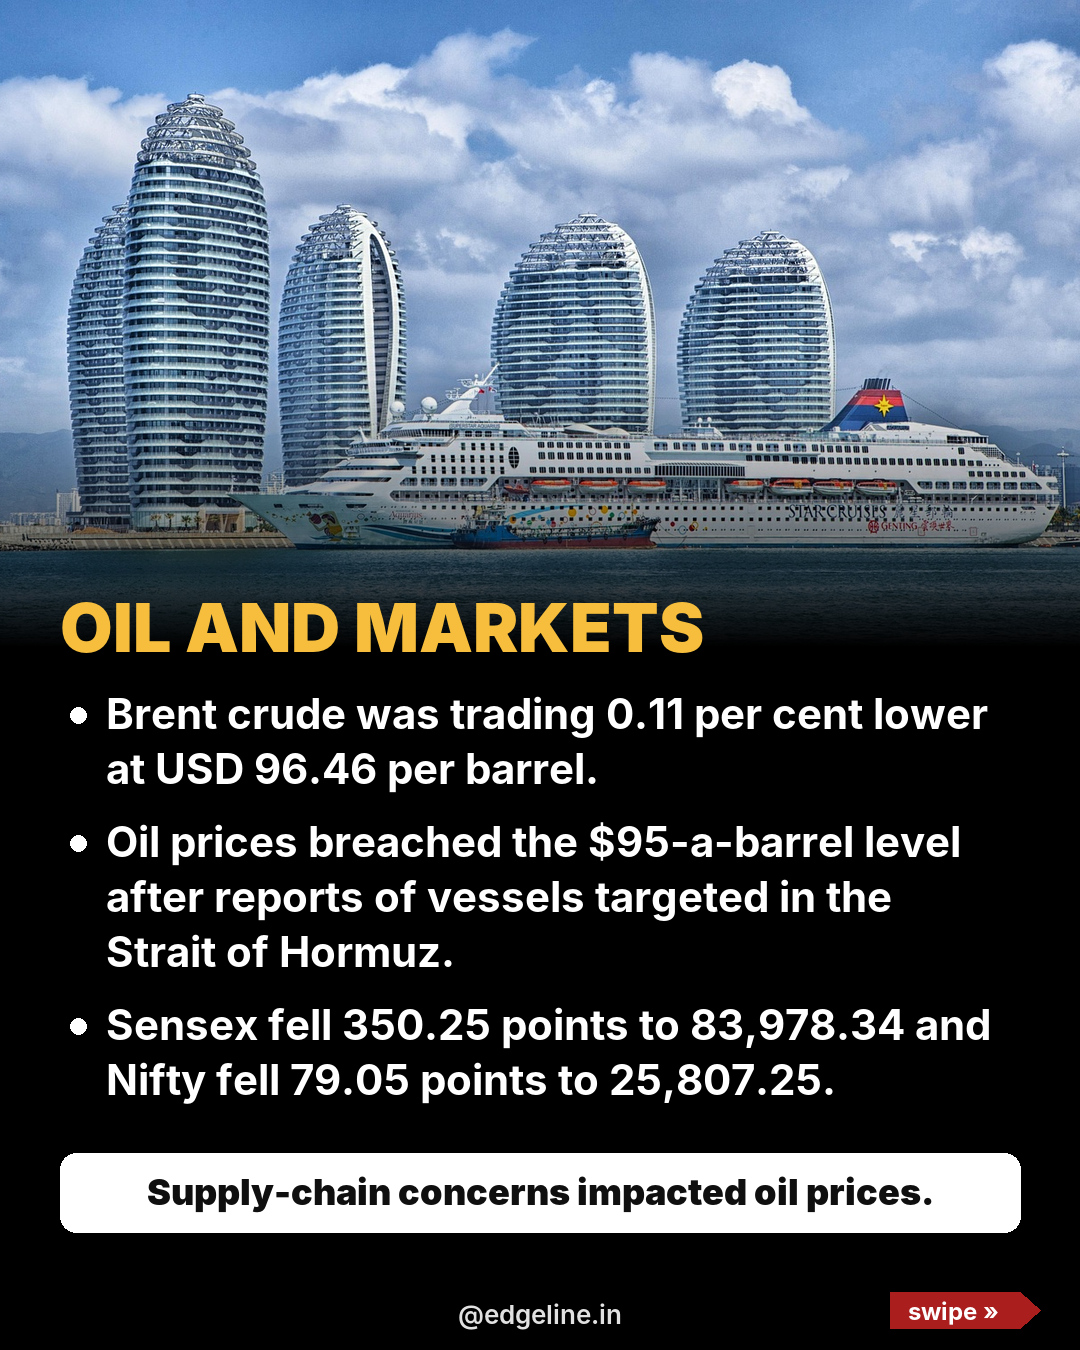 STAR CRUISES
GENTING
OIL AND MARKETS
Brent crude was trading 0.11 per cent lower
at USD 96.46 per barrel.
Oil prices breached the $95-a-barrel level
after reports of vessels targeted in the
Strait of Hormuz.
Sensex fell 350.25 points to 83,978.34 and
Nifty fell 79.05 points to 25,807.25.
Supply-chain concerns impacted oil prices.
@edgeline.in
swipe »